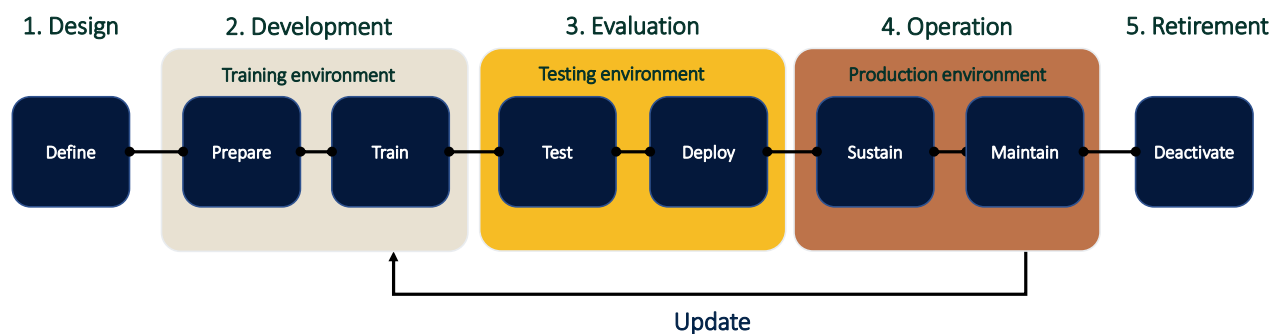 1. Design
2. Development
3. Evaluation
4. Operation
5. Retirement
Training environment
Testing environment
Production environment
Define
Prepare
Train
Test
Deploy
Sustain
Maintain
Deactivate
Update